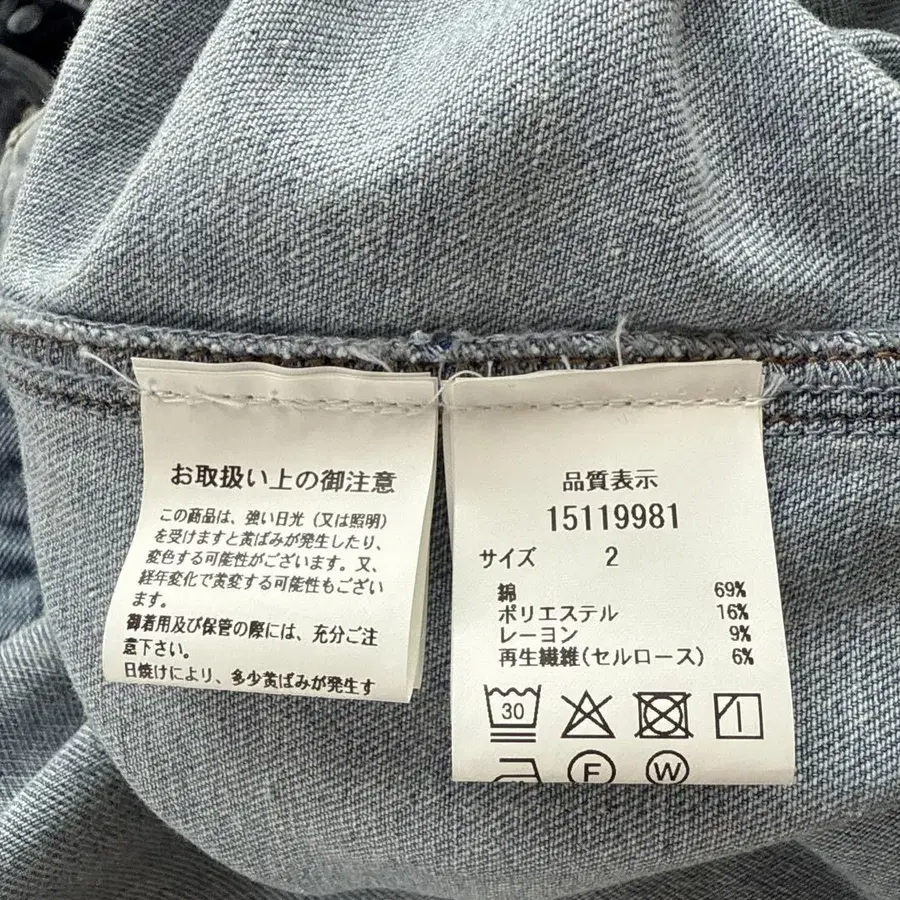 お取扱い上の御注意
この商品は、強い日光（又は照明）
を受けますと黄ばみが発生したり、
変色する可能性がございます。又、
経年変化で黄変する可能性もござい
ます。
御着用及び保管の際には、充分ご注
意下さい。
日焼けにより、多少黄ばみが発生す
品質表示
15119981
サイズ 2
綿 69%
ポリエステル 16%
レーヨン 9%
再生繊維(セルロース) 6%
30
F
W